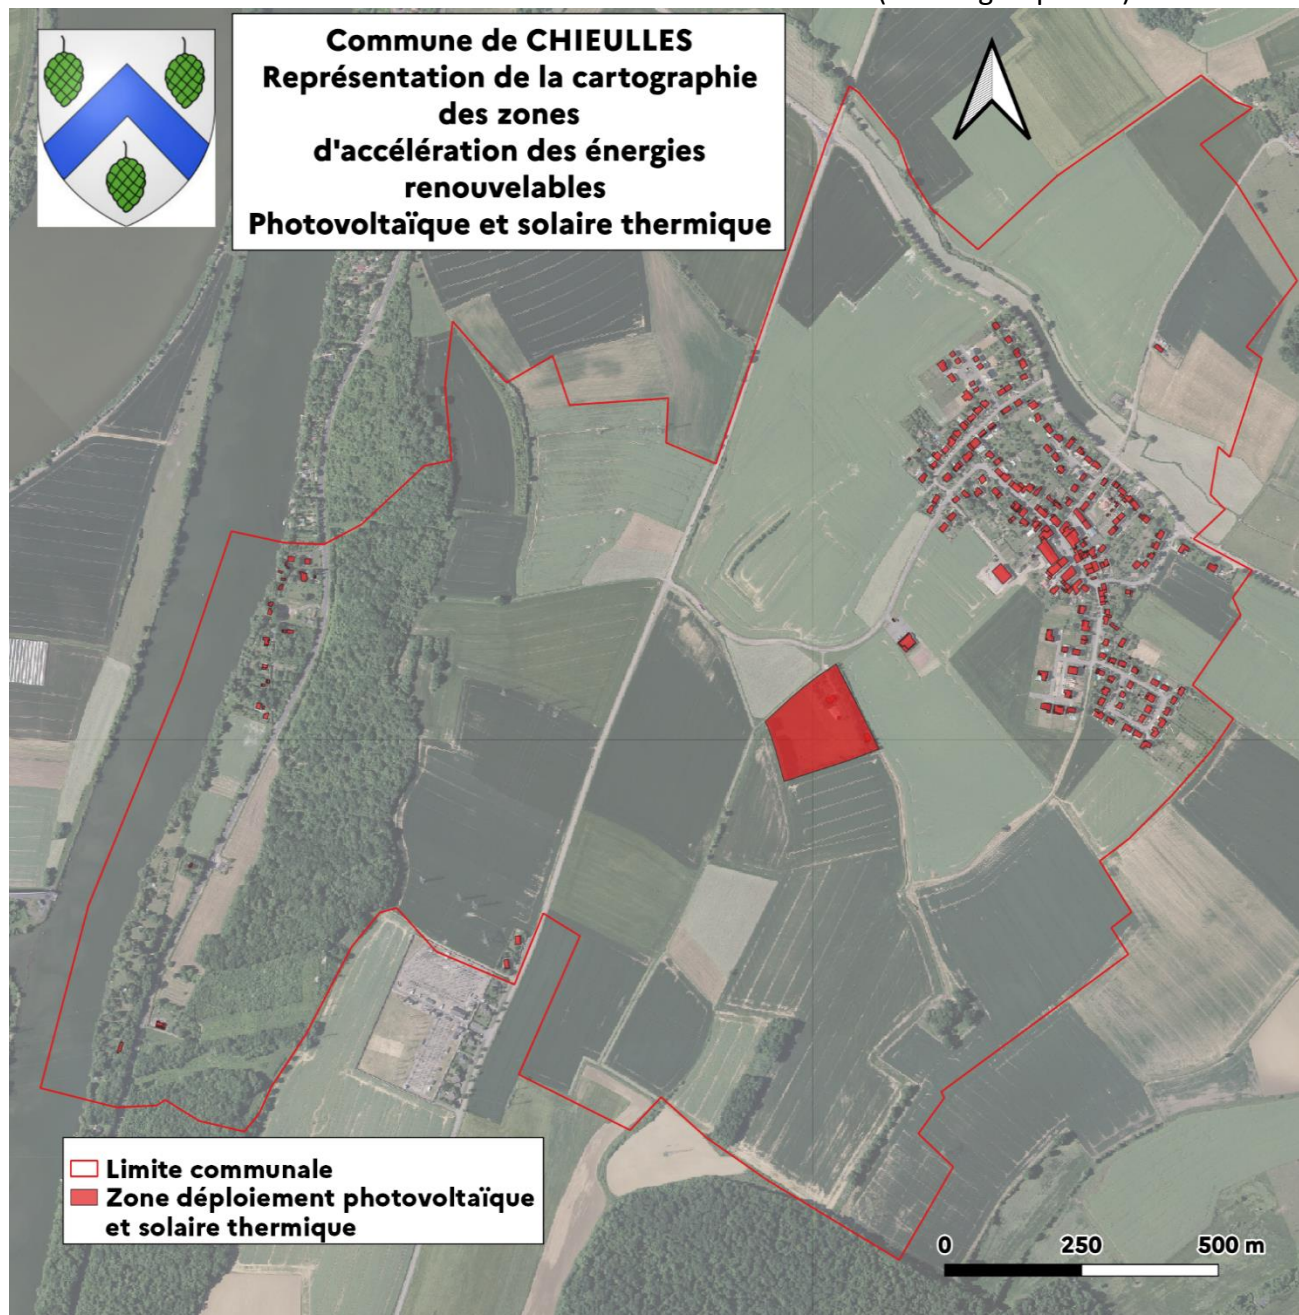 Commune de CHIEULLES
Représentation de la cartographie
des zones
d'accélération des énergies
renouvelables
Photovoltaïque et solaire thermique
Limite communale
Zone déploiement photovoltaïque
et solaire thermique
0 250 500 m